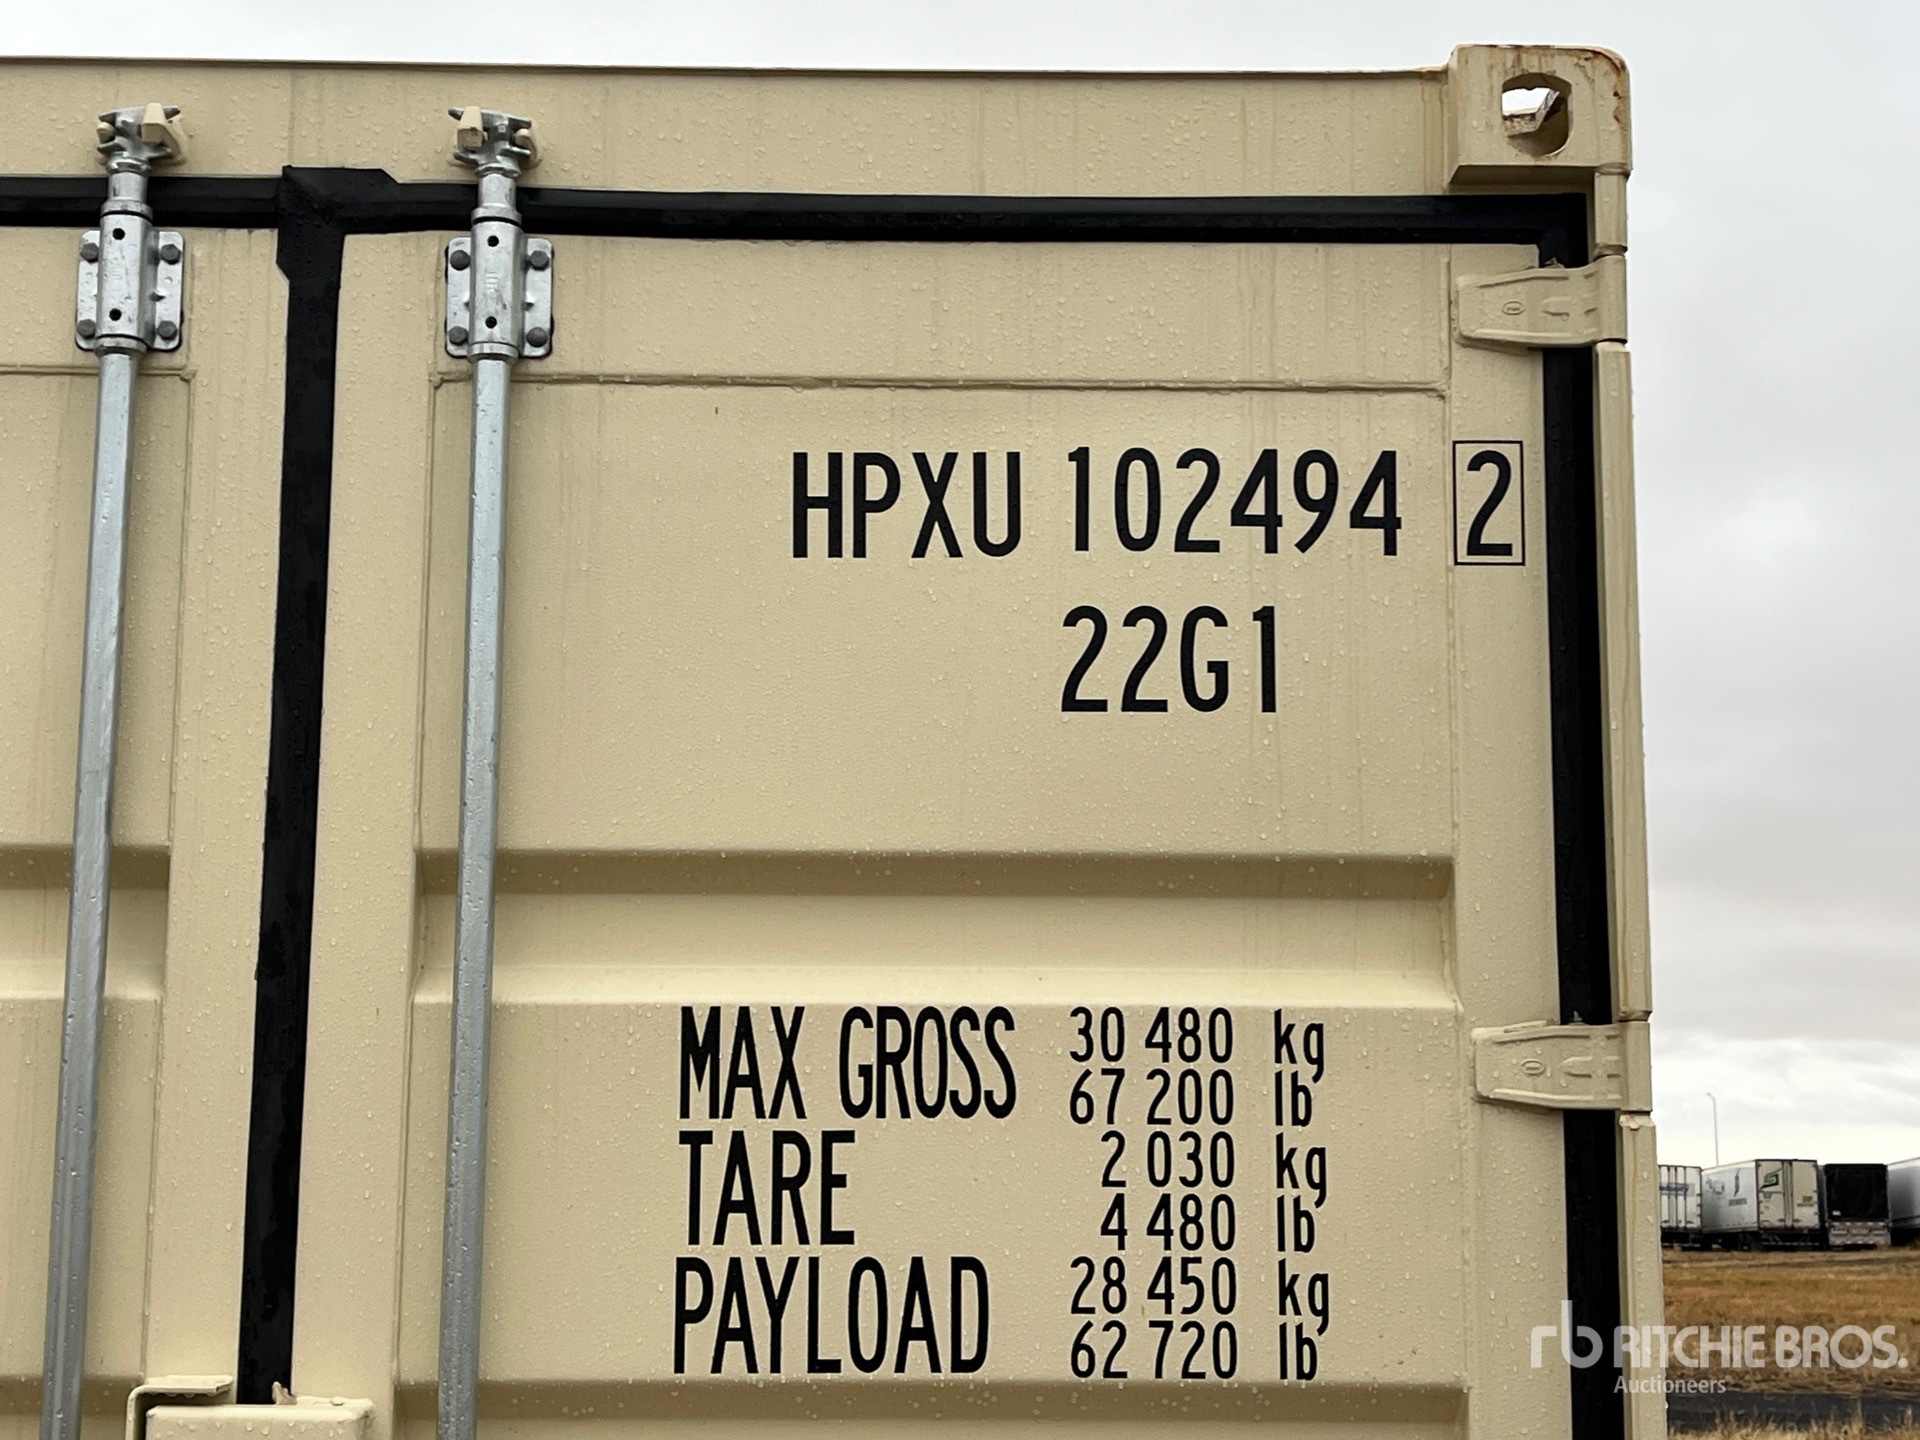 HPXU 102494 2
22G1
MAX GROSS 30 480 kg
67 200 lb
TARE 2 030 kg
4 480 lb
PAYLOAD 28 450 kg
62 720 lb
rb RITCHIE BROS.
Auctioneers